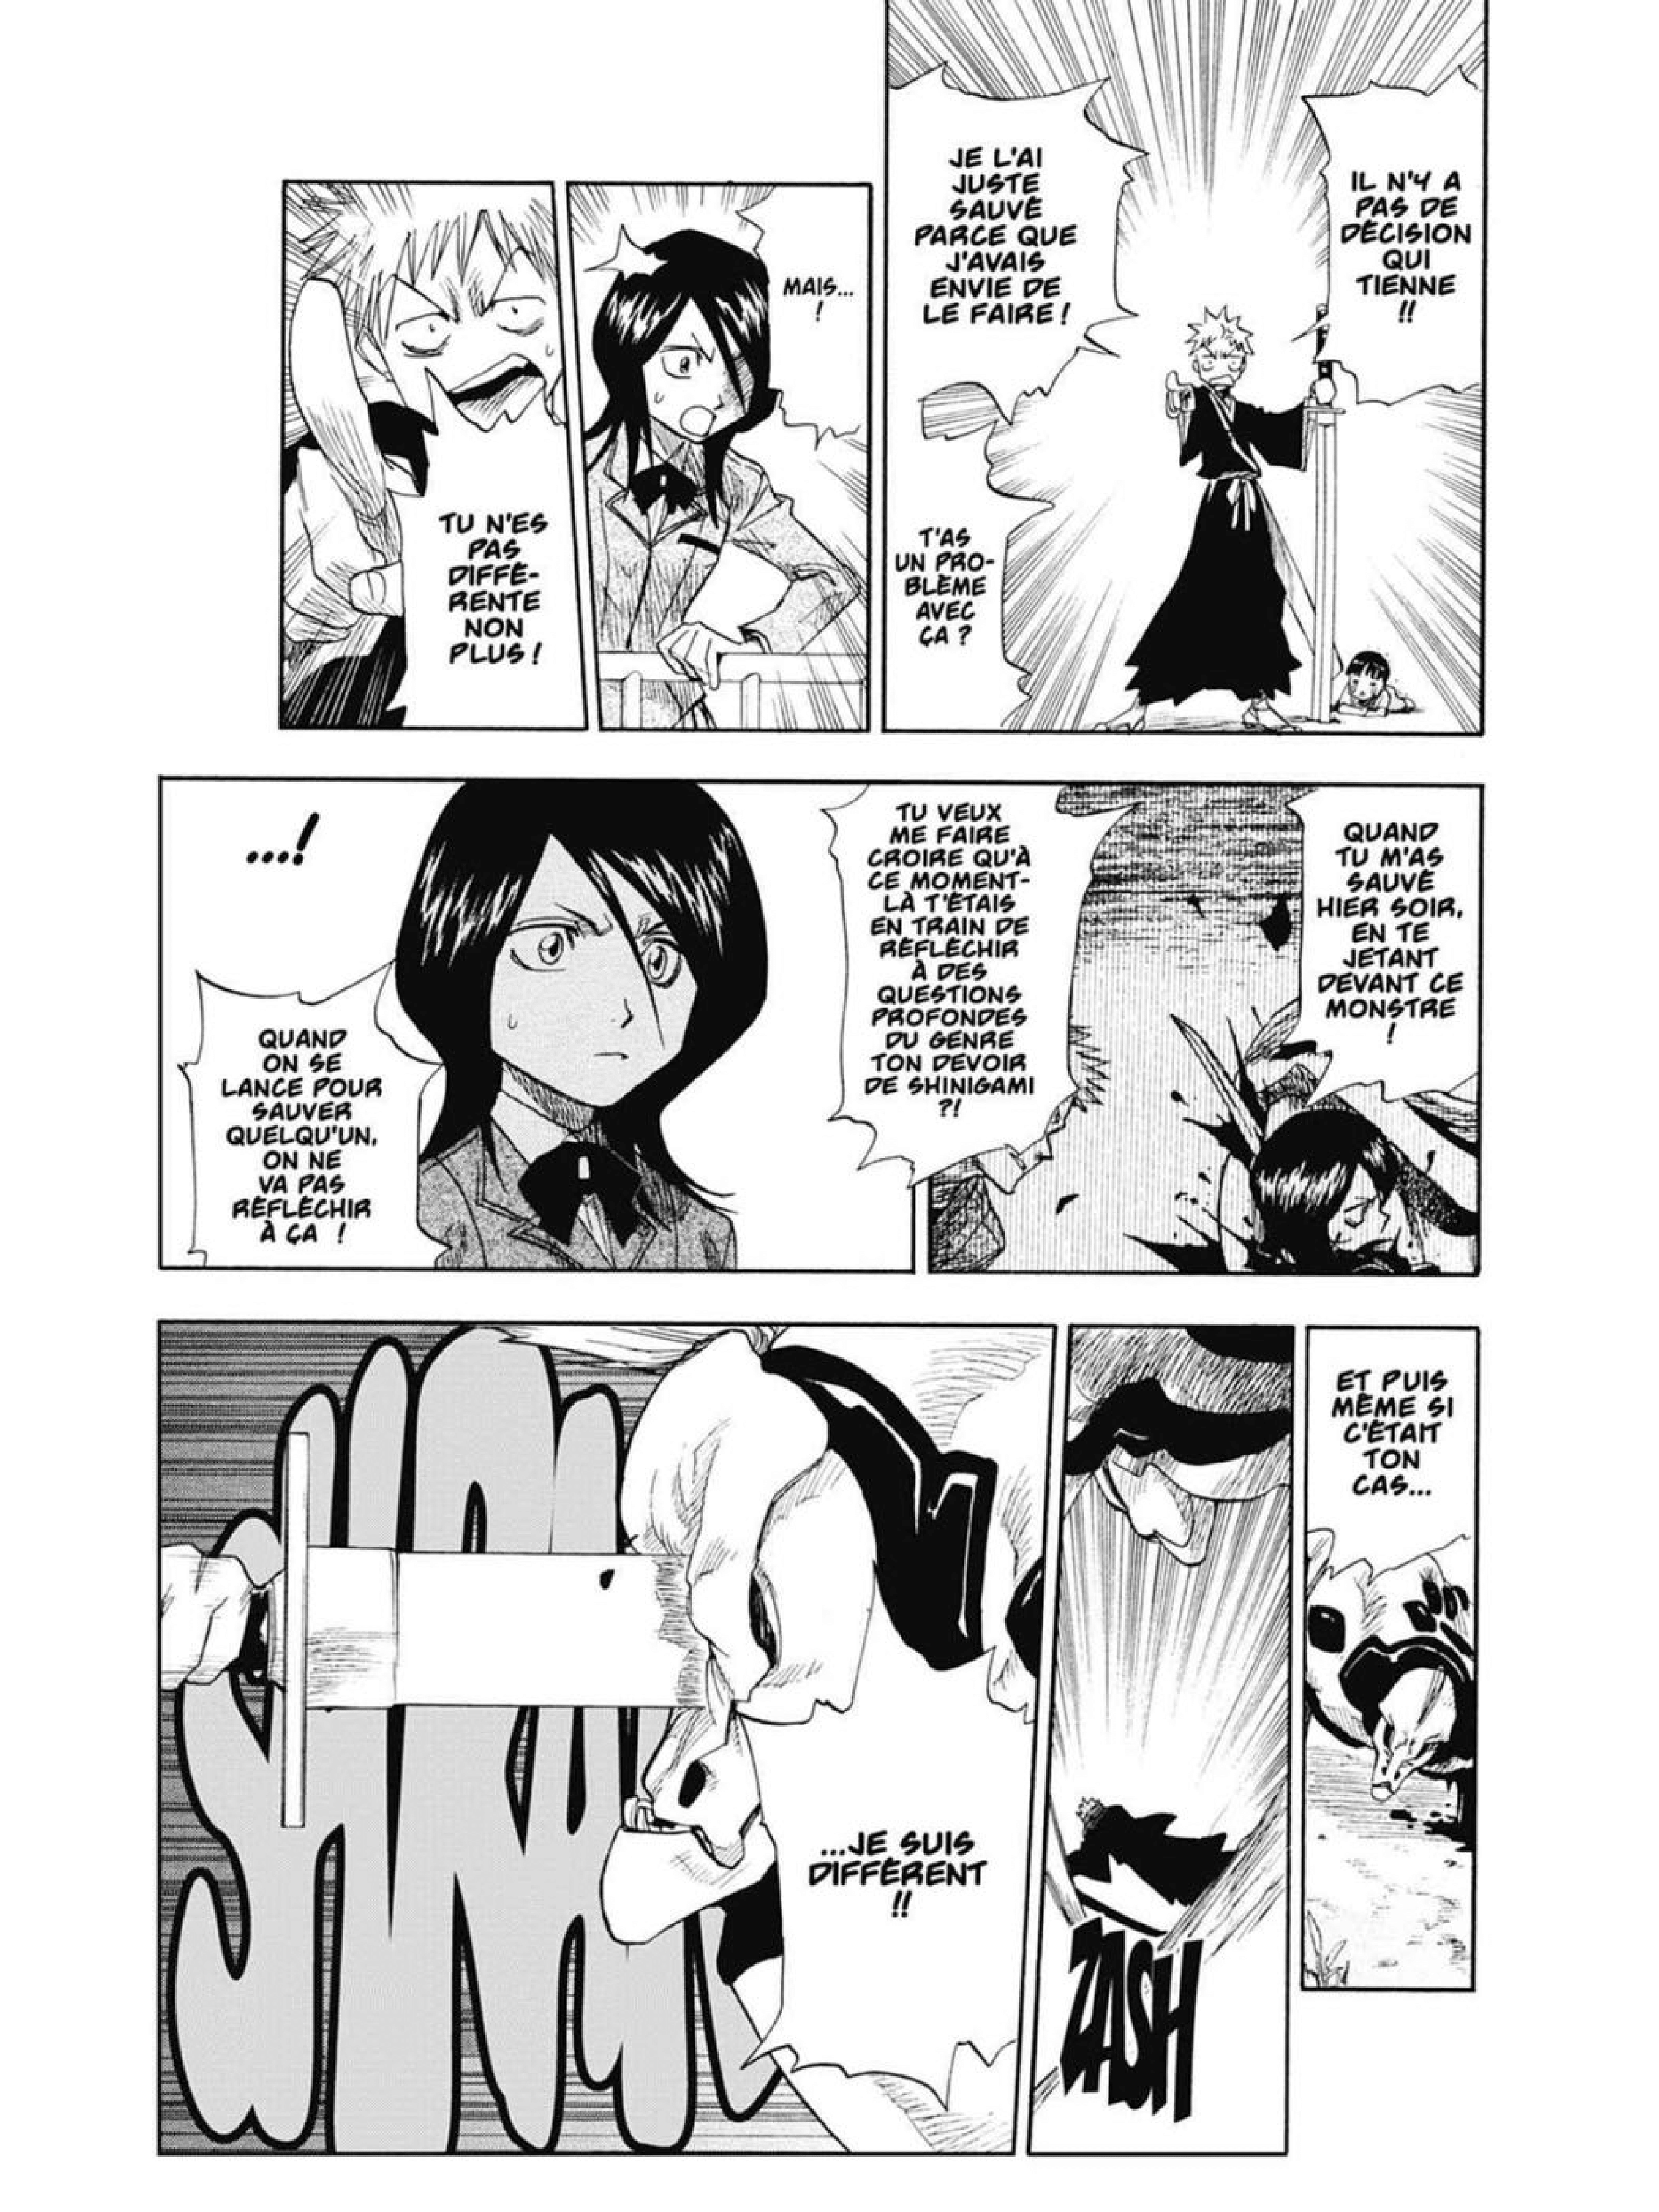 IL N'Y A
PAS DE
DÉCISION
QUI
TIENNE
!!
JE L'AI
JUSTE
SAUVÉ
PARCE QUE
J'AVAIS
ENVIE DE
LE FAIRE !
T'AS
UN PRO-
BLÈME
AVEC
ÇA ?
MAIS...
!
TU N'ES
PAS
DIFFÉ-
RENTE
NON
PLUS !
QUAND
TU M'AS
SAUVÉ
HIER SOIR,
EN TE
JETANT
DEVANT CE
MONSTRE
!
TU VEUX
ME FAIRE
CROIRE QU'À
CE MOMENT-
LÀ T'ÉTAIS
EN TRAIN DE
RÉFLÉCHIR
À DES
QUESTIONS
PROFONDES
DU GENRE
TON DEVOIR
DE SHINIGAMI
?!
...!
QUAND
ON SE
LANCE POUR
SAUVER
QUELQU'UN,
ON NE
VA PAS
RÉFLÉCHIR
À ÇA !
ET PUIS
MÊME SI
C'ÉTAIT
TON
CAS...
ZASH
...JE SUIS
DIFFÉRENT
!!